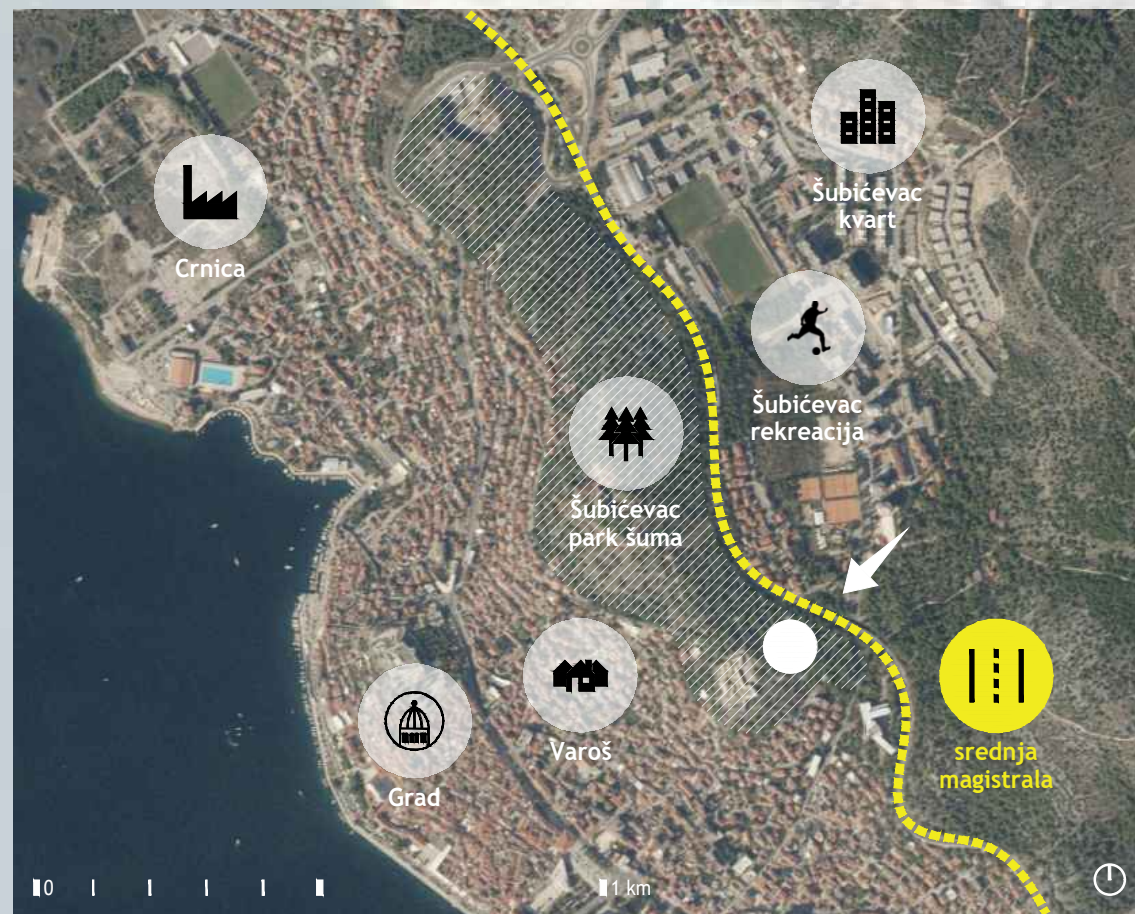 Šubićevac
kvart
Crnica
Šubićevac
rekreacija
Šubićevac
park šuma
srednja
magistrala
Varoš
Grad
0
1 km